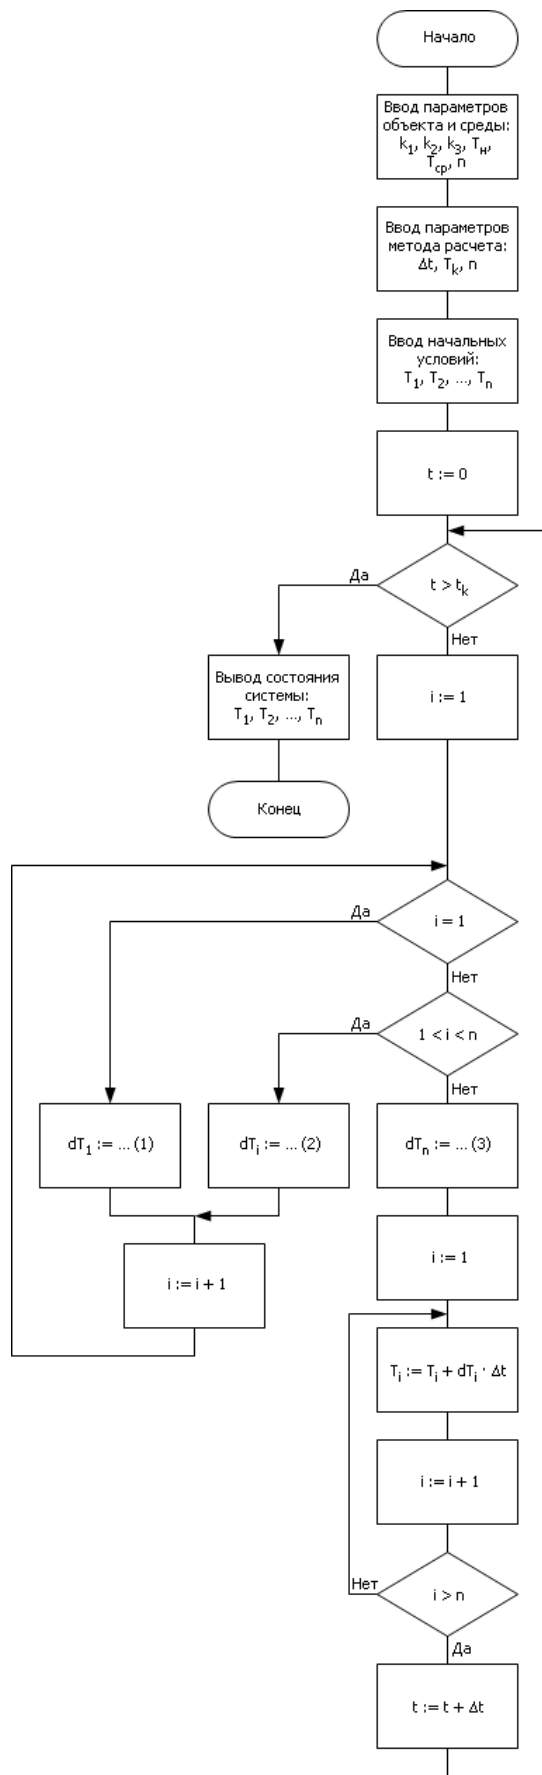 Начало
Ввод параметров
объекта и среды:
k₁, k₂, k₃, Tн,
Tср, n
Ввод параметров
метода расчета:
Δt, Tₖ, n
Ввод начальных
условий:
T₁, T₂, ..., Tₙ
t := 0
Да
t > tₖ
Нет
Вывод состояния
системы:
T₁, T₂, ..., Tₙ
i := 1
Конец
Да
i = 1
Нет
Да
1 < i < n
Нет
dT₁ := ... (1)
dTᵢ := ... (2)
dTₙ := ... (3)
i := 1
i := i + 1
Tᵢ := Tᵢ + dTᵢ · Δt
i := i + 1
Нет
i > n
Да
t := t + Δt